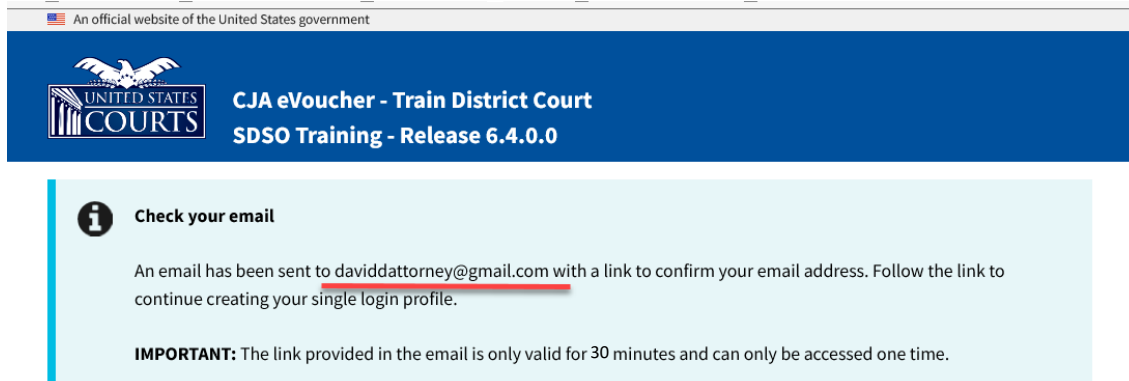 An official website of the United States government
UNITED STATES
COURTS
CJA eVoucher - Train District Court
SDSO Training - Release 6.4.0.0
Check your email
An email has been sent to daviddattorney@gmail.com with a link to confirm your email address. Follow the link to
continue creating your single login profile.
IMPORTANT: The link provided in the email is only valid for 30 minutes and can only be accessed one time.